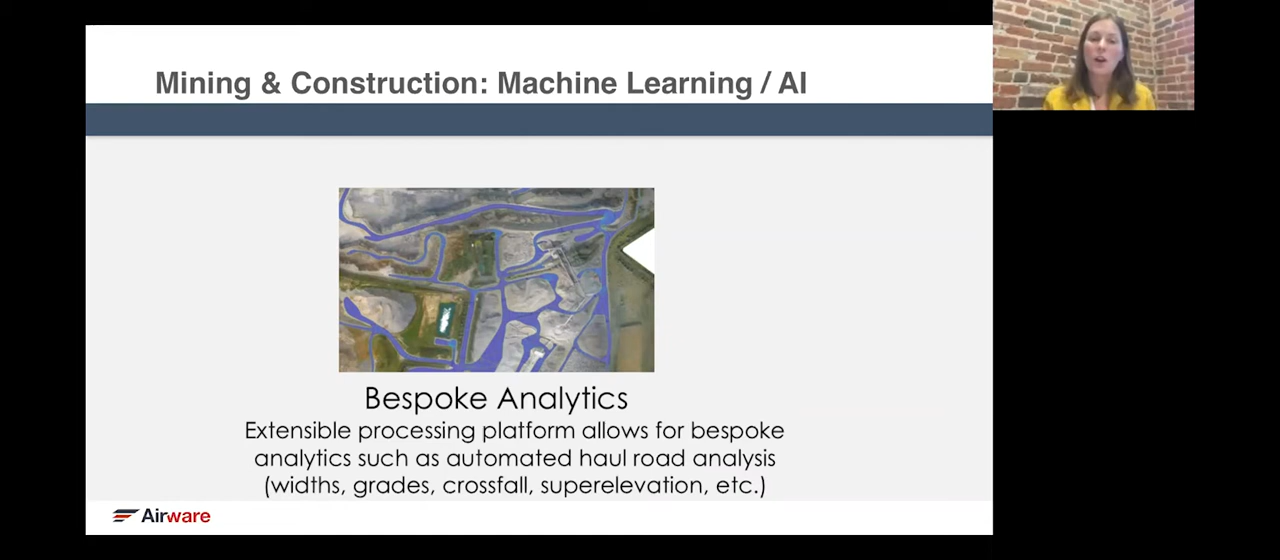 Mining & Construction: Machine Learning / AI
Bespoke Analytics
Extensible processing platform allows for bespoke
analytics such as automated haul road analysis
(widths, grades, crossfall, superelevation, etc.)
Airware